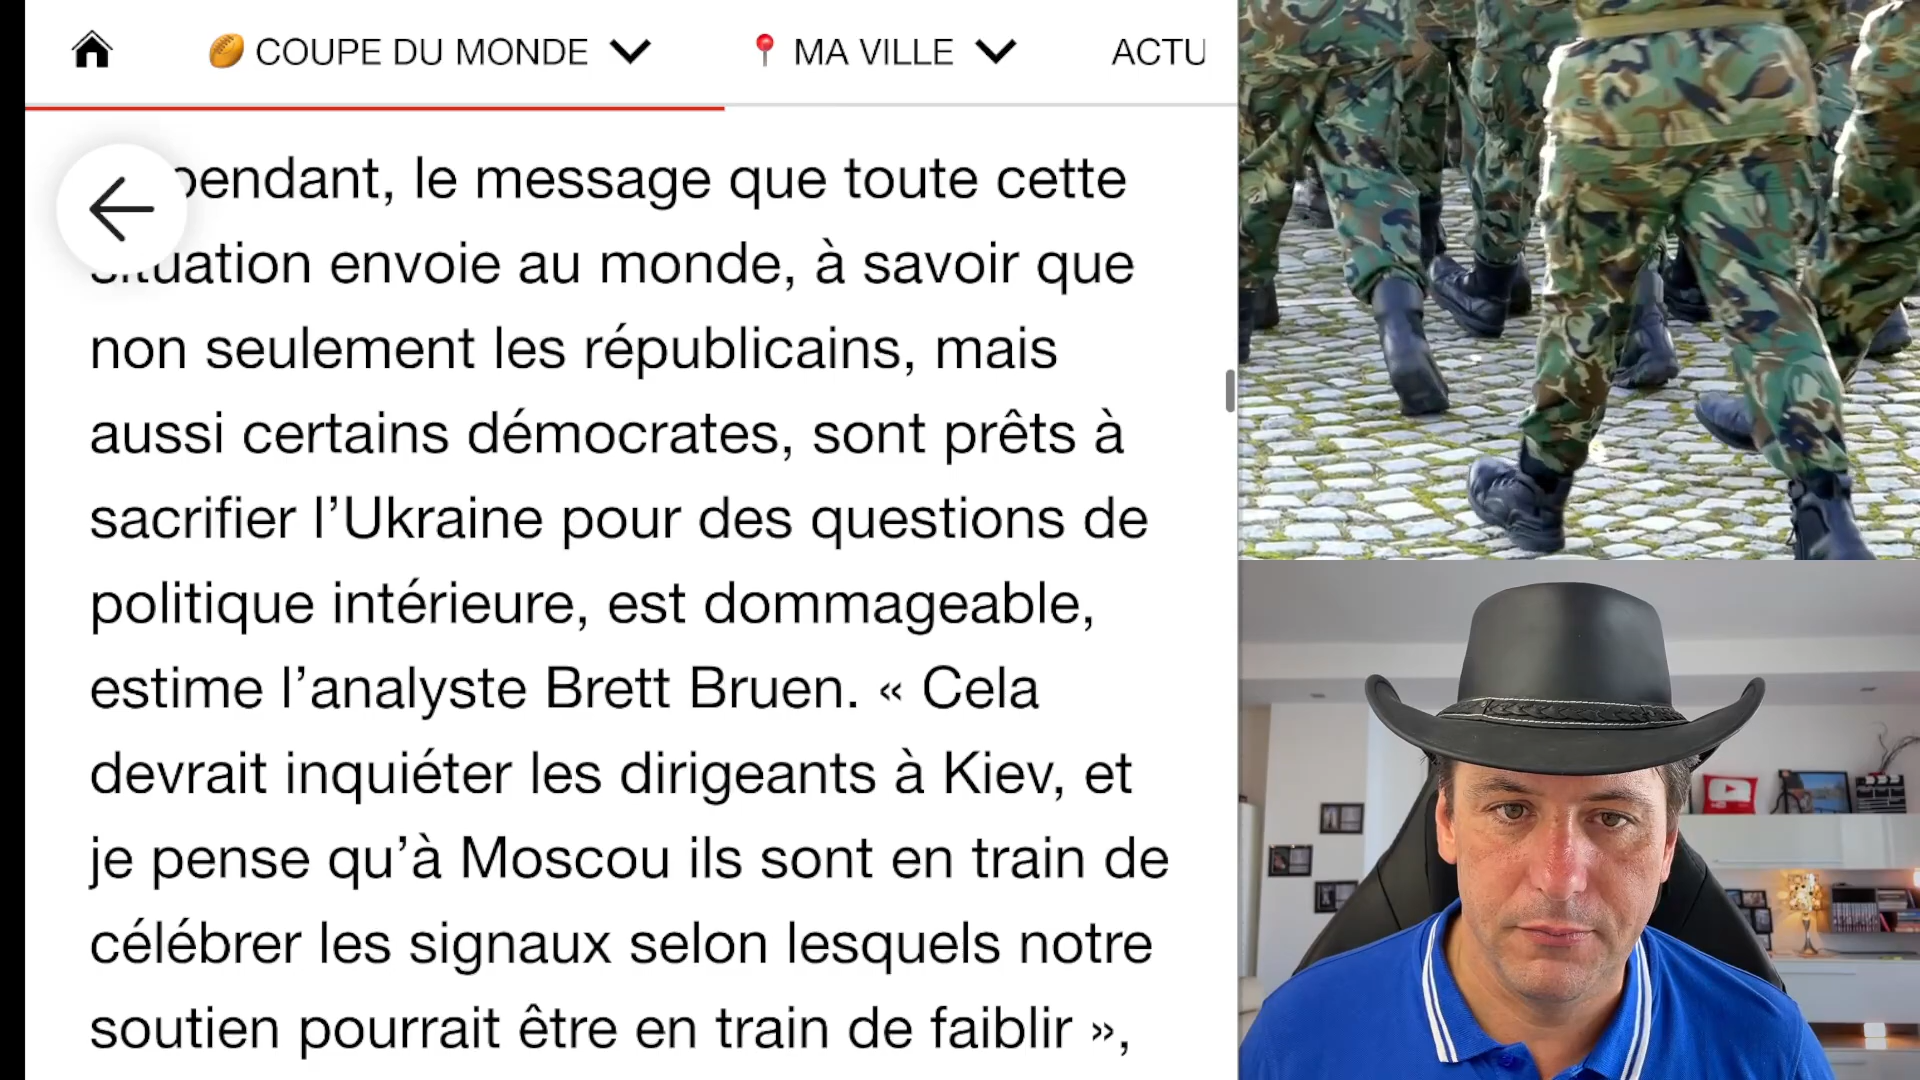 COUPE DU MONDE MA VILLE ACTU
pendant, le message que toute cette
situation envoie au monde, à savoir que
non seulement les républicains, mais
aussi certains démocrates, sont prêts à
sacrifier l’Ukraine pour des questions de
politique intérieure, est dommageable,
estime l’analyste Brett Bruen. « Cela
devrait inquiéter les dirigeants à Kiev, et
je pense qu’à Moscou ils sont en train de
célébrer les signaux selon lesquels notre
soutien pourrait être en train de faiblir »,